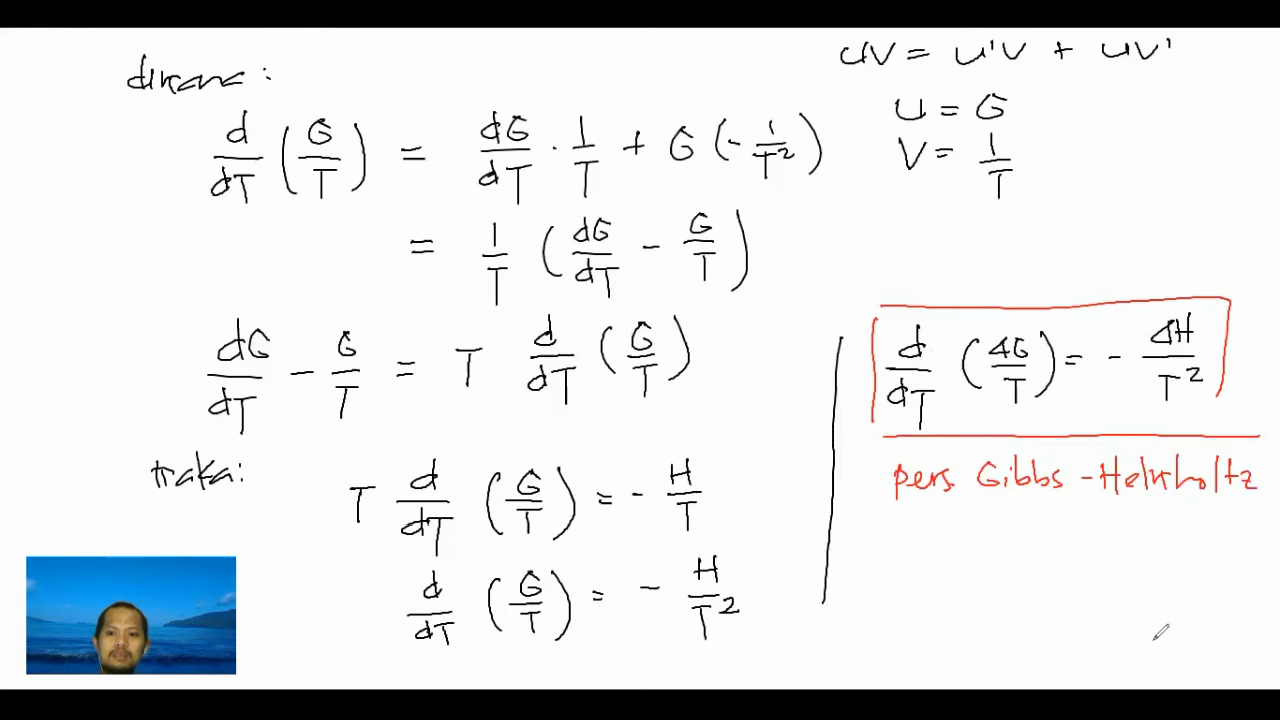 dimana:
uv = u'v + uv'
u = G
v = 1/T
d/dT (G/T) = dG/dT · 1/T + G (- 1/T²)
= 1/T (dG/dT - G/T)
dG/dT - G/T = T d/dT (G/T)
maka:
T d/dT (G/T) = - H/T
d/dT (G/T) = - H/T²
d/dT (ΔG/T) = - ΔH/T²
pers Gibbs - Helmholtz